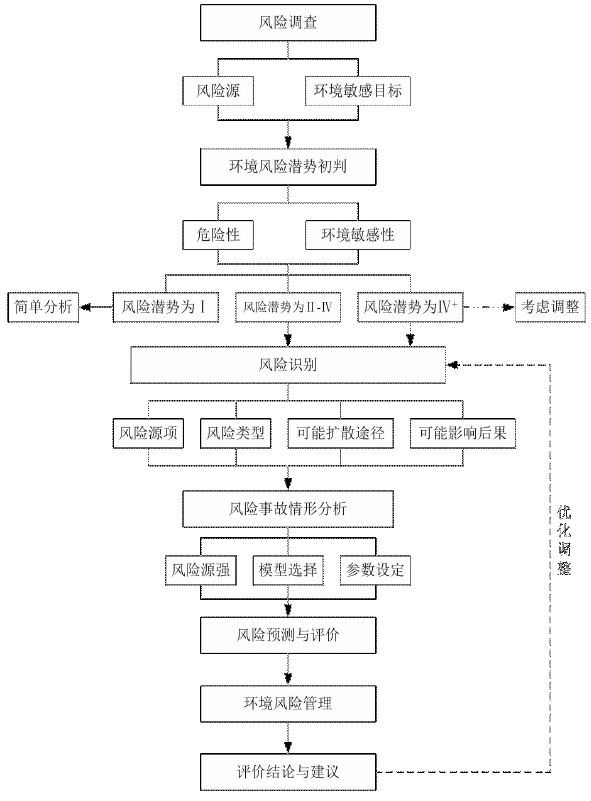 风险调查
风险源
环境敏感目标
环境风险潜势初判
危险性
环境敏感性
简单分析
风险潜势为Ⅰ
风险潜势为Ⅱ-Ⅳ
风险潜势为Ⅳ+
考虑调整
风险识别
风险源项
风险类型
可能扩散途径
可能影响后果
风险事故情形分析
优化调整
风险源强
模型选择
参数设定
风险预测与评价
环境风险管理
评价结论与建议